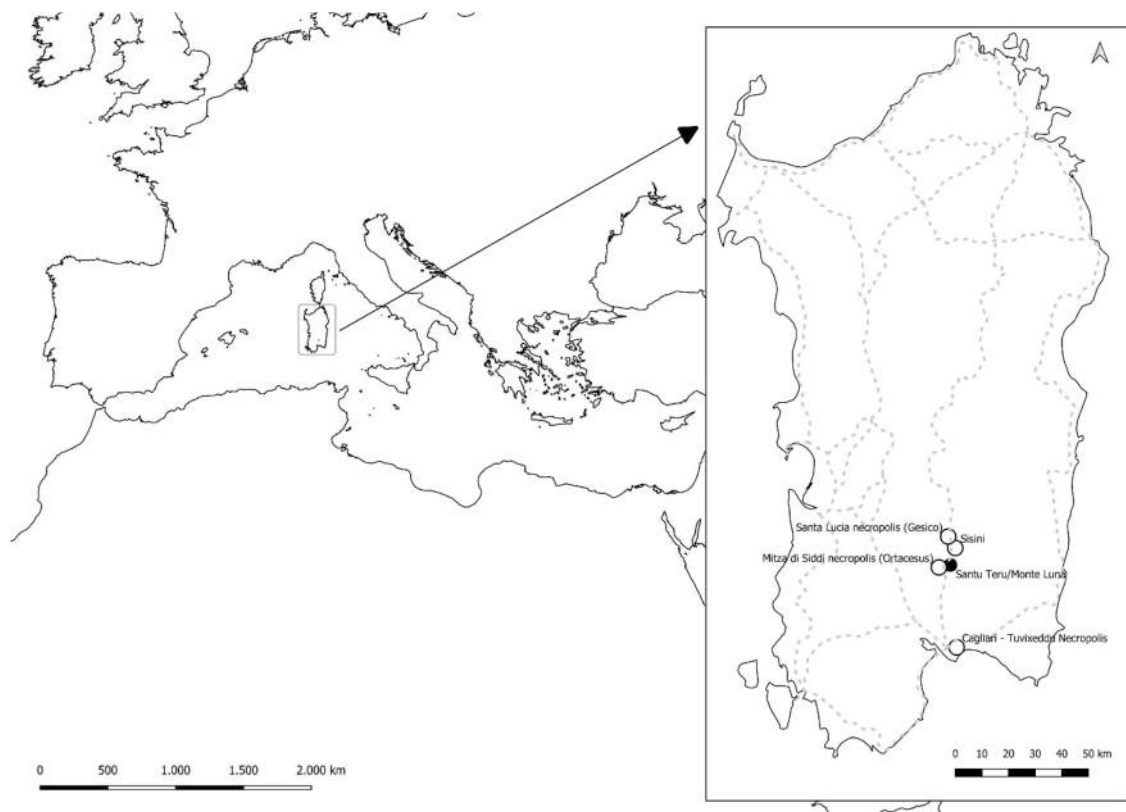 Santa Lucia necropolis (Gesico)
Sisini
Mitza di Siddi necropolis (Ortacesus)
Santu Teru/Monte Luna
Cagliari - Tuvixeddu Necropolis
0 500 1.000 1.500 2.000 km
0 10 20 30 40 50 km